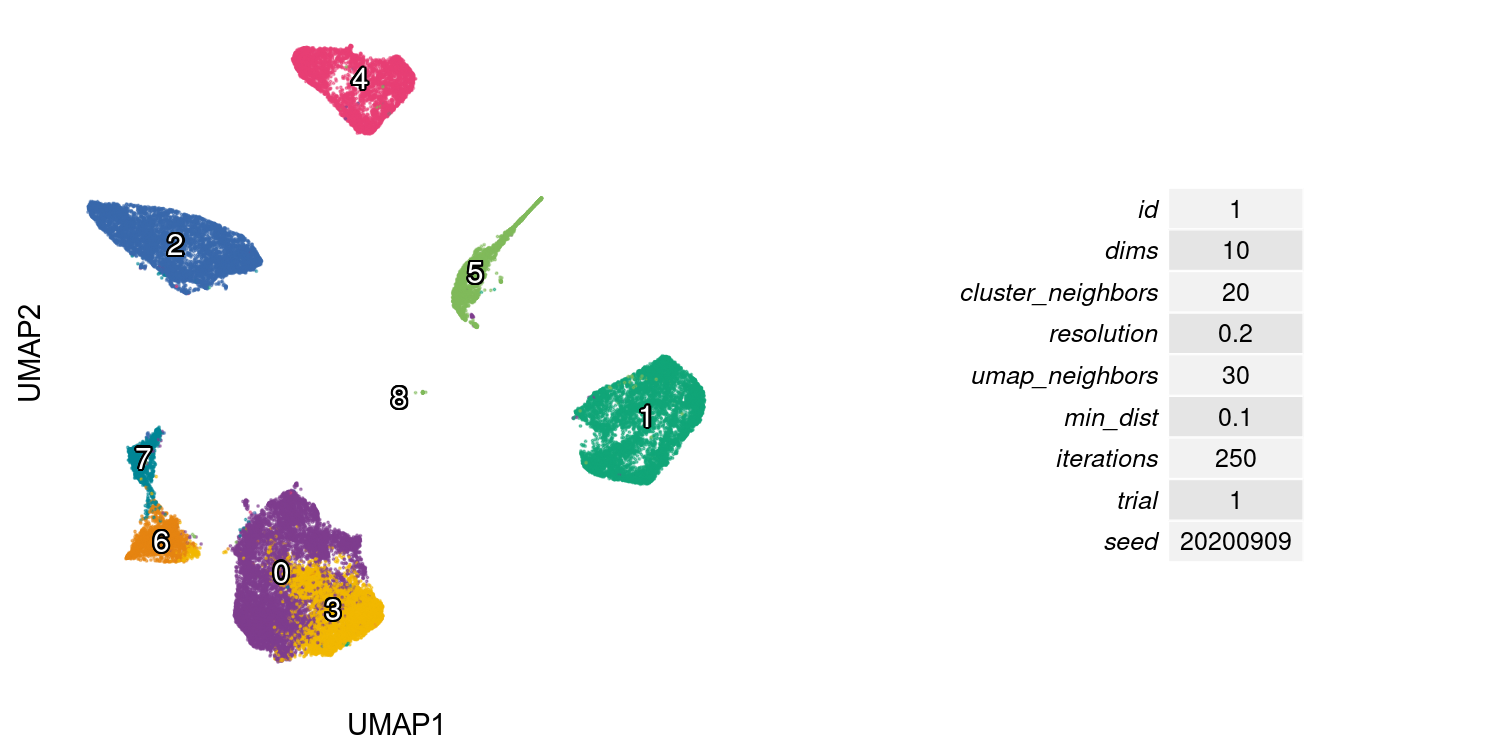 4
2
5
8
1
7
6
0
3
UMAP2
UMAP1
id 1
dims 10
cluster_neighbors 20
resolution 0.2
umap_neighbors 30
min_dist 0.1
iterations 250
trial 1
seed 20200909